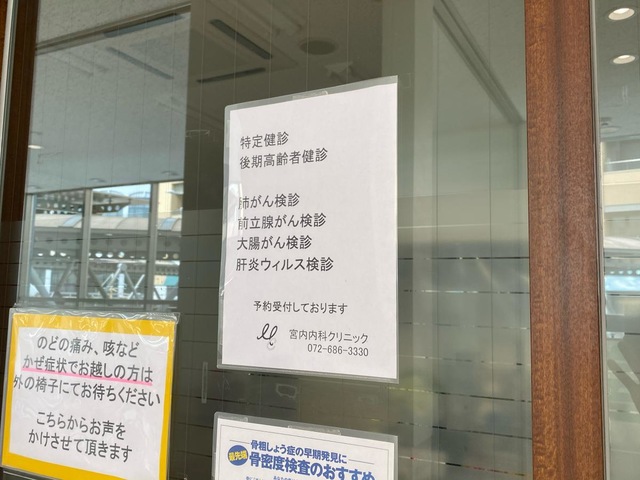 特定健診
後期高齢者健診
肺がん検診
前立腺がん検診
大腸がん検診
肝炎ウィルス検診
予約受付しております
宮内内科クリニック
072-686-3330
のどの痛み、咳など
かぜ症状でお越しの方は
外の椅子にてお待ちください
こちらからお声を
かけさせて頂きます
骨粗しょう症の早期発見に
最先端
骨密度検査のおすすめ